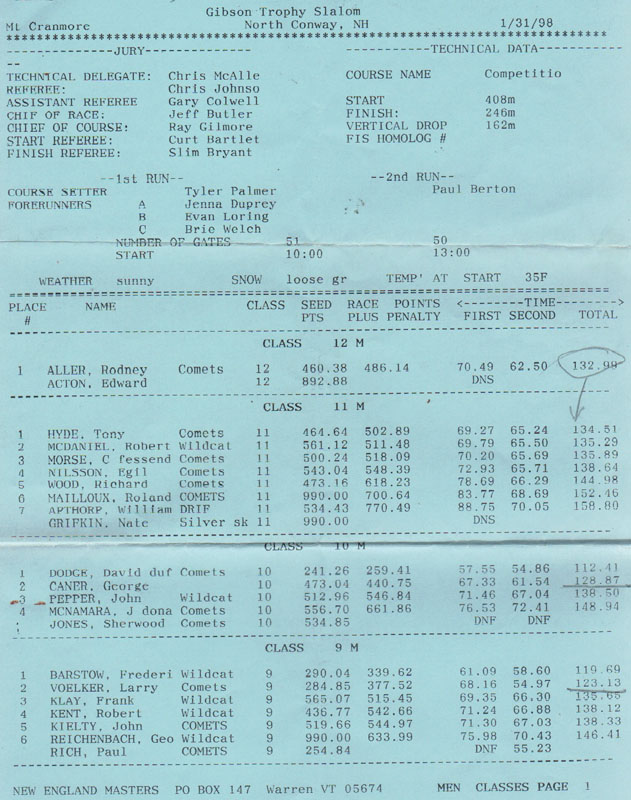 Gibson Trophy Slalom
Mt Cranmore North Conway, NH 1/31/98
*******************************************************************************
---------------JURY--------------- ------------TECHNICAL DATA------------
--
TECHNICAL DELEGATE: Chris McAlle COURSE NAME Competitio
REFEREE: Chris Johnso
ASSISTANT REFEREE Gary Colwell START 408m
CHIF OF RACE: Jeff Butler FINISH: 246m
CHIEF OF COURSE: Ray Gilmore VERTICAL DROP 162m
START REFEREE: Curt Bartlet FIS HOMOLOG #
FINISH REFEREE: Slim Bryant
--1st RUN-- --2nd RUN--
COURSE SETTER Tyler Palmer Paul Berton
FORERUNNERS A Jenna Duprey
B Evan Loring
C Brie Welch
NUMBER OF GATES 51 50
START 10:00 13:00
WEATHER sunny SNOW loose gr TEMP' AT START 35F
PLACE NAME CLASS SEED RACE POINTS <-------TIME------->
# PTS PLUS PENALTY FIRST SECOND TOTAL
CLASS 12 M
1 ALLER, Rodney Comets 12 460.38 486.14 70.49 62.50 132.99
ACTON, Edward 12 892.88 DNS
CLASS 11 M
1 HYDE, Tony Comets 11 464.64 502.89 69.27 65.24 134.51
2 MCDANIEL, Robert Wildcat 11 561.12 511.48 69.79 65.50 135.29
3 MORSE, C fessend Comets 11 500.24 518.09 70.20 65.69 135.89
4 NILSSON, Egil Comets 11 543.04 548.39 72.93 65.71 138.64
5 WOOD, Richard Comets 11 473.16 618.23 78.69 66.29 144.98
6 MAILLOUX, Roland COMETS 11 990.00 700.64 83.77 68.69 152.46
7 APTHORP, William DRIF 11 534.43 770.49 88.75 70.05 158.80
GRIFKIN, Nate Silver sk 11 990.00 DNS
CLASS 10 M
1 DODGE, David duf Comets 10 241.26 259.41 57.55 54.86 112.41
2 CANER, George 10 473.04 440.75 67.33 61.54 128.87
3 PEPPER, John Wildcat 10 512.96 546.84 71.46 67.04 138.50
4 MCNAMARA, J dona Comets 10 556.70 661.86 76.53 72.41 148.94
JONES, Sherwood Comets 10 534.85 DNF DNF
CLASS 9 M
1 BARSTOW, Frederi Wildcat 9 290.04 339.62 61.09 58.60 119.69
2 VOELKER, Larry Comets 9 284.85 377.52 68.16 54.97 123.13
3 KLAY, Frank Wildcat 9 565.07 515.45 69.35 66.30 135.65
4 KENT, Robert Wildcat 9 436.77 542.66 71.24 66.88 138.12
5 KIELTY, John COMETS 9 519.66 544.97 71.30 67.03 138.33
6 REICHENBACH, Geo Wildcat 9 990.00 633.99 75.98 70.43 146.41
RICH, Paul COMETS 9 254.84 DNF 55.23
NEW ENGLAND MASTERS PO BOX 147 Warren VT 05674 MEN CLASSES PAGE 1